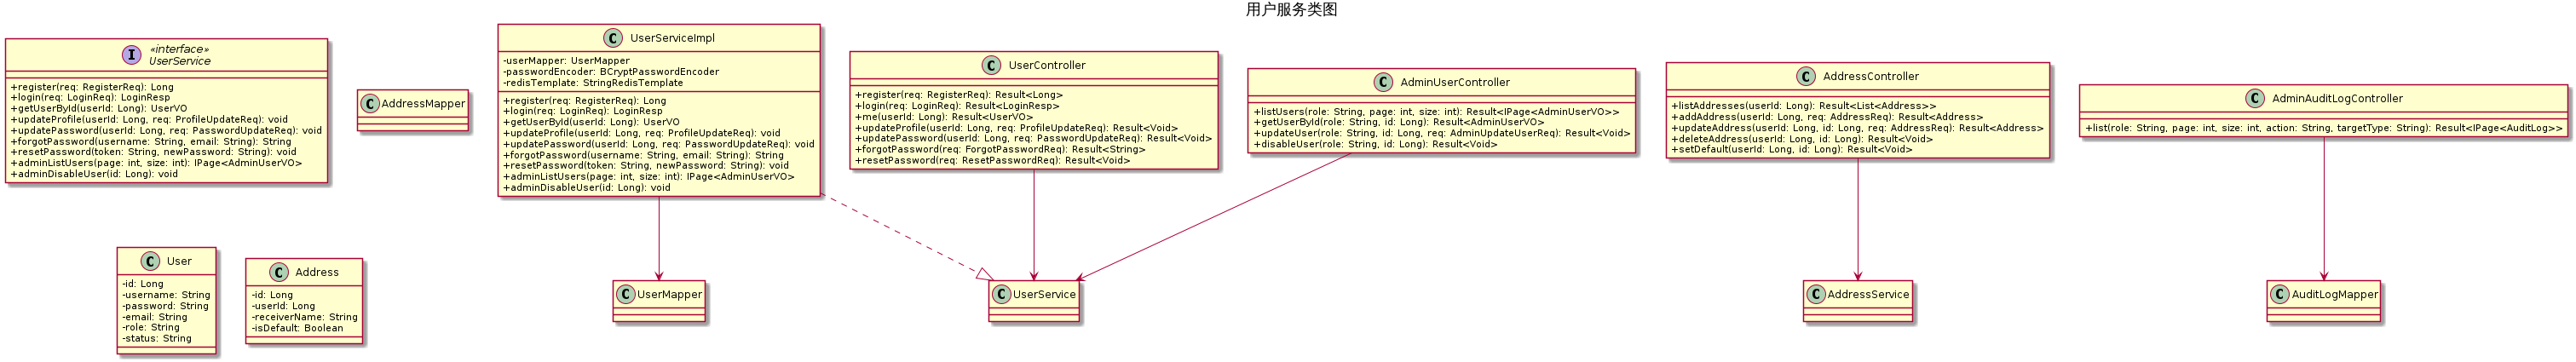 用户服务类图
I
«interface»
UserService
+register(req: RegisterReq): Long
+login(req: LoginReq): LoginResp
+getUserById(userId: Long): UserVO
+updateProfile(userId: Long, req: ProfileUpdateReq): void
+updatePassword(userId: Long, req: PasswordUpdateReq): void
+forgotPassword(username: String, email: String): String
+resetPassword(token: String, newPassword: String): void
+adminListUsers(page: int, size: int): IPage<AdminUserVO>
+adminDisableUser(id: Long): void
C AddressMapper
C UserServiceImpl
-userMapper: UserMapper
-passwordEncoder: BCryptPasswordEncoder
-redisTemplate: StringRedisTemplate
+register(req: RegisterReq): Long
+login(req: LoginReq): LoginResp
+getUserById(userId: Long): UserVO
+updateProfile(userId: Long, req: ProfileUpdateReq): void
+updatePassword(userId: Long, req: PasswordUpdateReq): void
+forgotPassword(username: String, email: String): String
+resetPassword(token: String, newPassword: String): void
+adminListUsers(page: int, size: int): IPage<AdminUserVO>
+adminDisableUser(id: Long): void
C UserController
+register(req: RegisterReq): Result<Long>
+login(req: LoginReq): Result<LoginResp>
+me(userId: Long): Result<UserVO>
+updateProfile(userId: Long, req: ProfileUpdateReq): Result<Void>
+updatePassword(userId: Long, req: PasswordUpdateReq): Result<Void>
+forgotPassword(req: ForgotPasswordReq): Result<String>
+resetPassword(req: ResetPasswordReq): Result<Void>
C AdminUserController
+listUsers(role: String, page: int, size: int): Result<IPage<AdminUserVO>>
+getUserById(role: String, id: Long): Result<AdminUserVO>
+updateUser(role: String, id: Long, req: AdminUpdateUserReq): Result<Void>
+disableUser(role: String, id: Long): Result<Void>
C AddressController
+listAddresses(userId: Long): Result<List<Address>>
+addAddress(userId: Long, req: AddressReq): Result<Address>
+updateAddress(userId: Long, id: Long, req: AddressReq): Result<Address>
+deleteAddress(userId: Long, id: Long): Result<Void>
+setDefault(userId: Long, id: Long): Result<Void>
C AdminAuditLogController
+list(role: String, page: int, size: int, action: String, targetType: String): Result<IPage<AuditLog>>
C User
-id: Long
-username: String
-password: String
-email: String
-role: String
-status: String
C Address
-id: Long
-userId: Long
-receiverName: String
-isDefault: Boolean
C UserMapper
C UserService
C AddressService
C AuditLogMapper